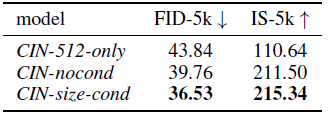 model FID-5k ↓ IS-5k ↑
CIN-512-only 43.84 110.64
CIN-nocond 39.76 211.50
CIN-size-cond 36.53 215.34